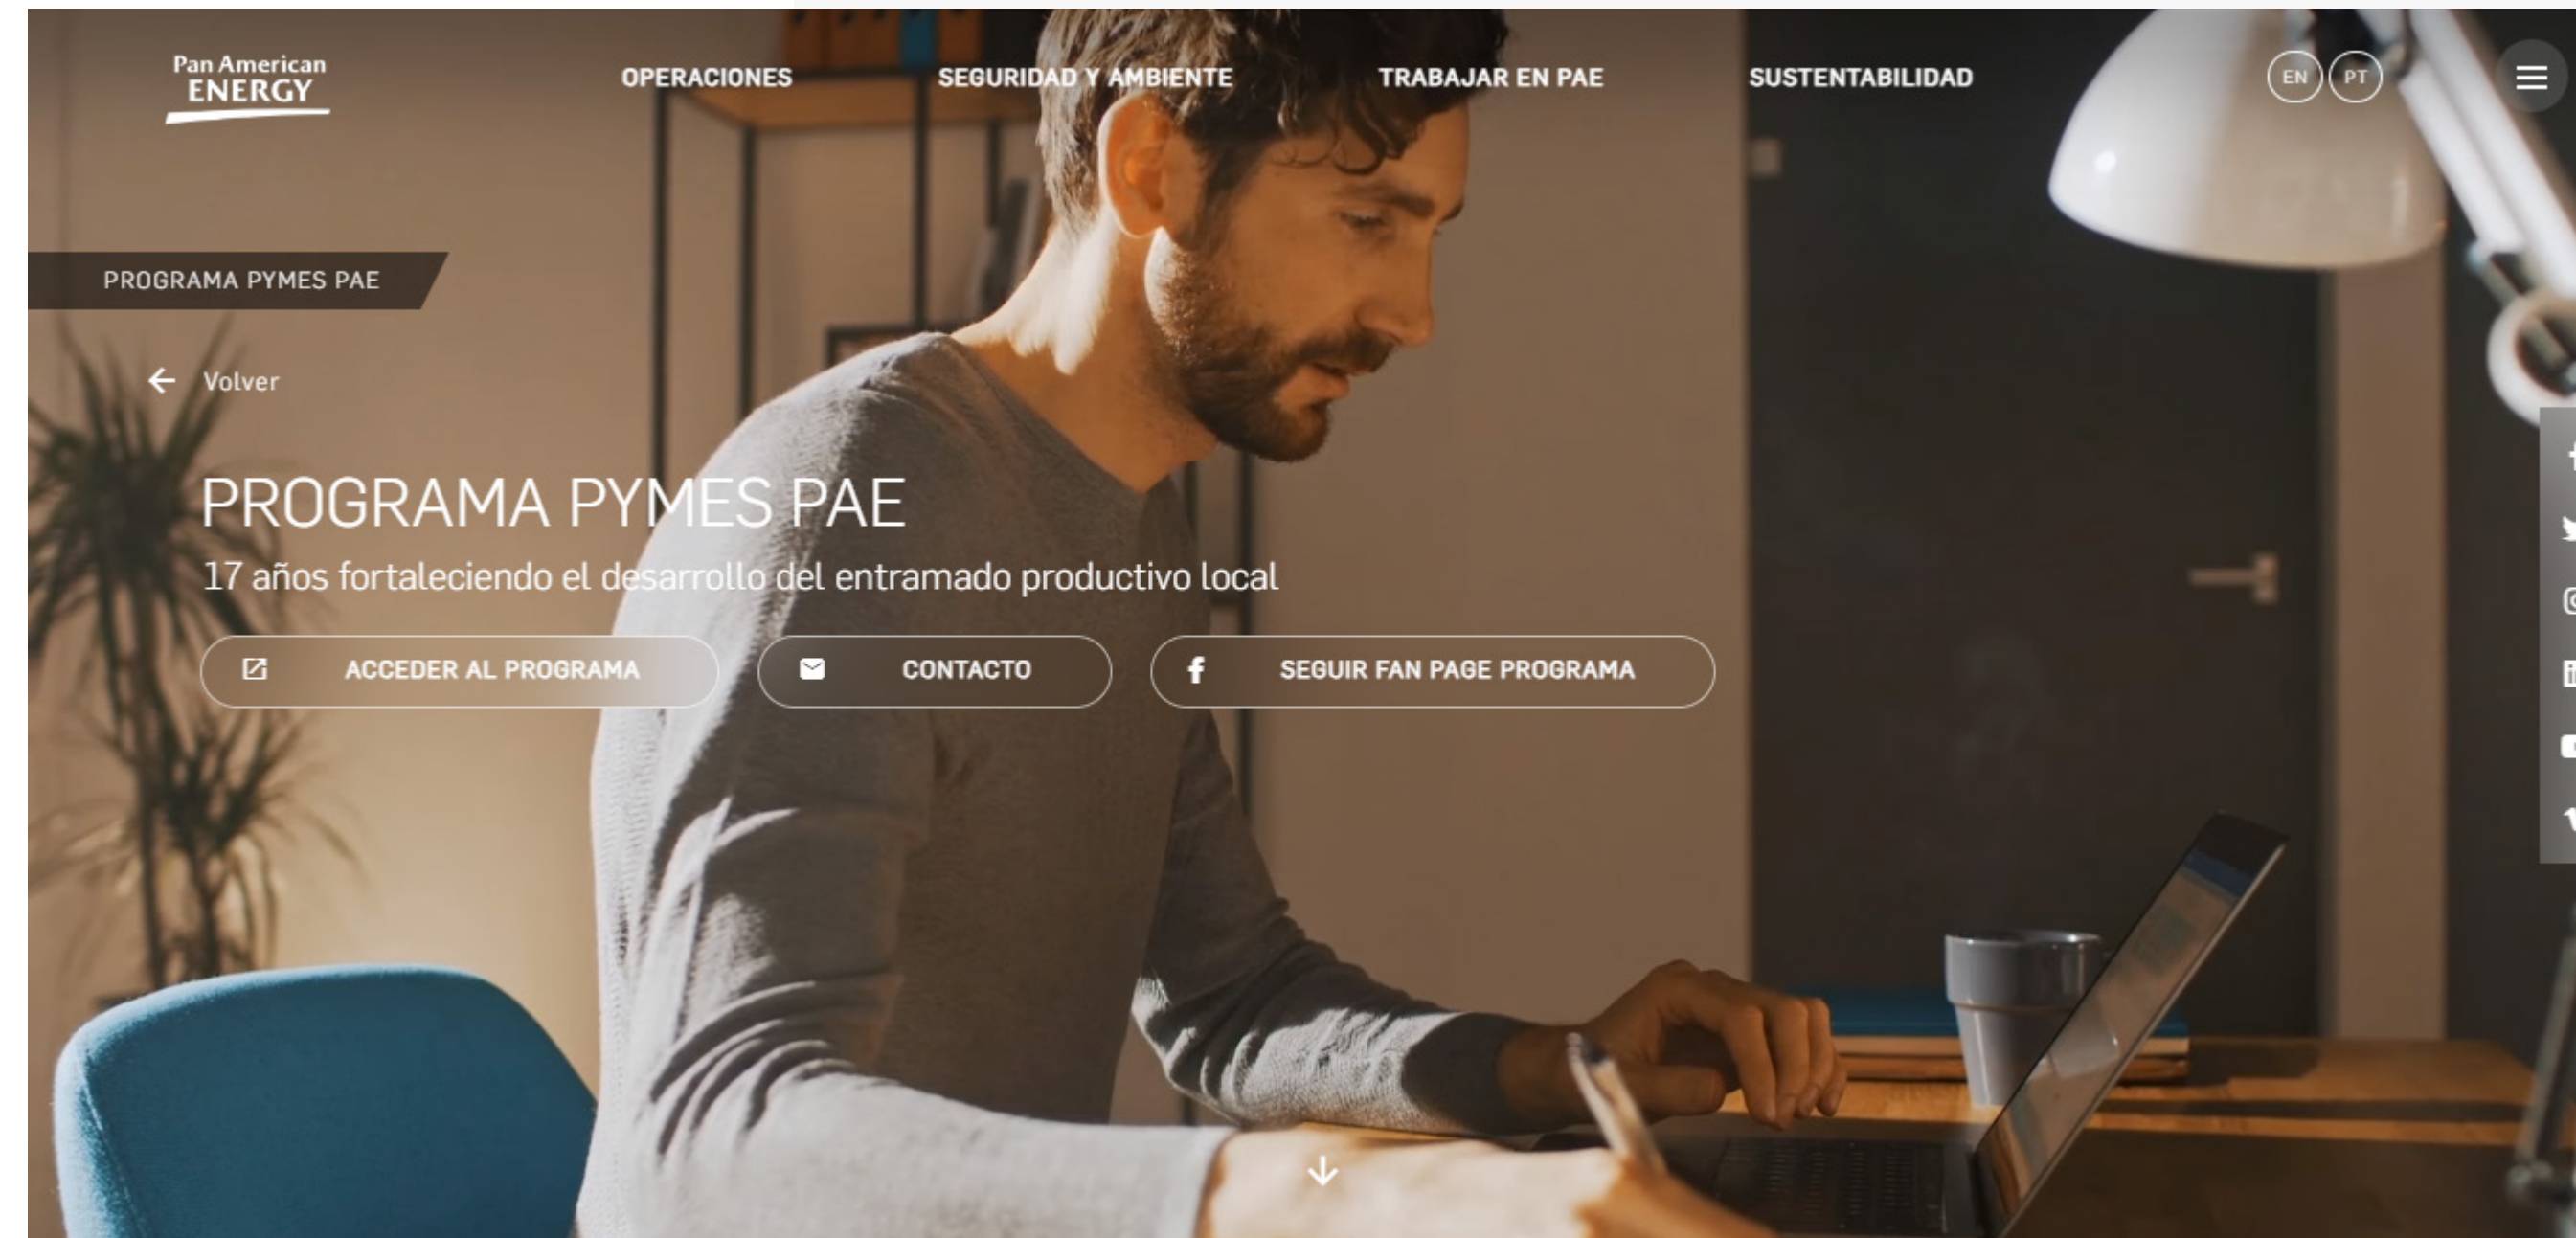 Pan American
ENERGY
OPERACIONES
SEGURIDAD Y AMBIENTE
TRABAJAR EN PAE
SUSTENTABILIDAD
EN
PT
PROGRAMA PYMES PAE
Volver
PROGRAMA PYMES PAE
17 años fortaleciendo el desarrollo del entramado productivo local
ACCEDER AL PROGRAMA
CONTACTO
SEGUIR FAN PAGE PROGRAMA